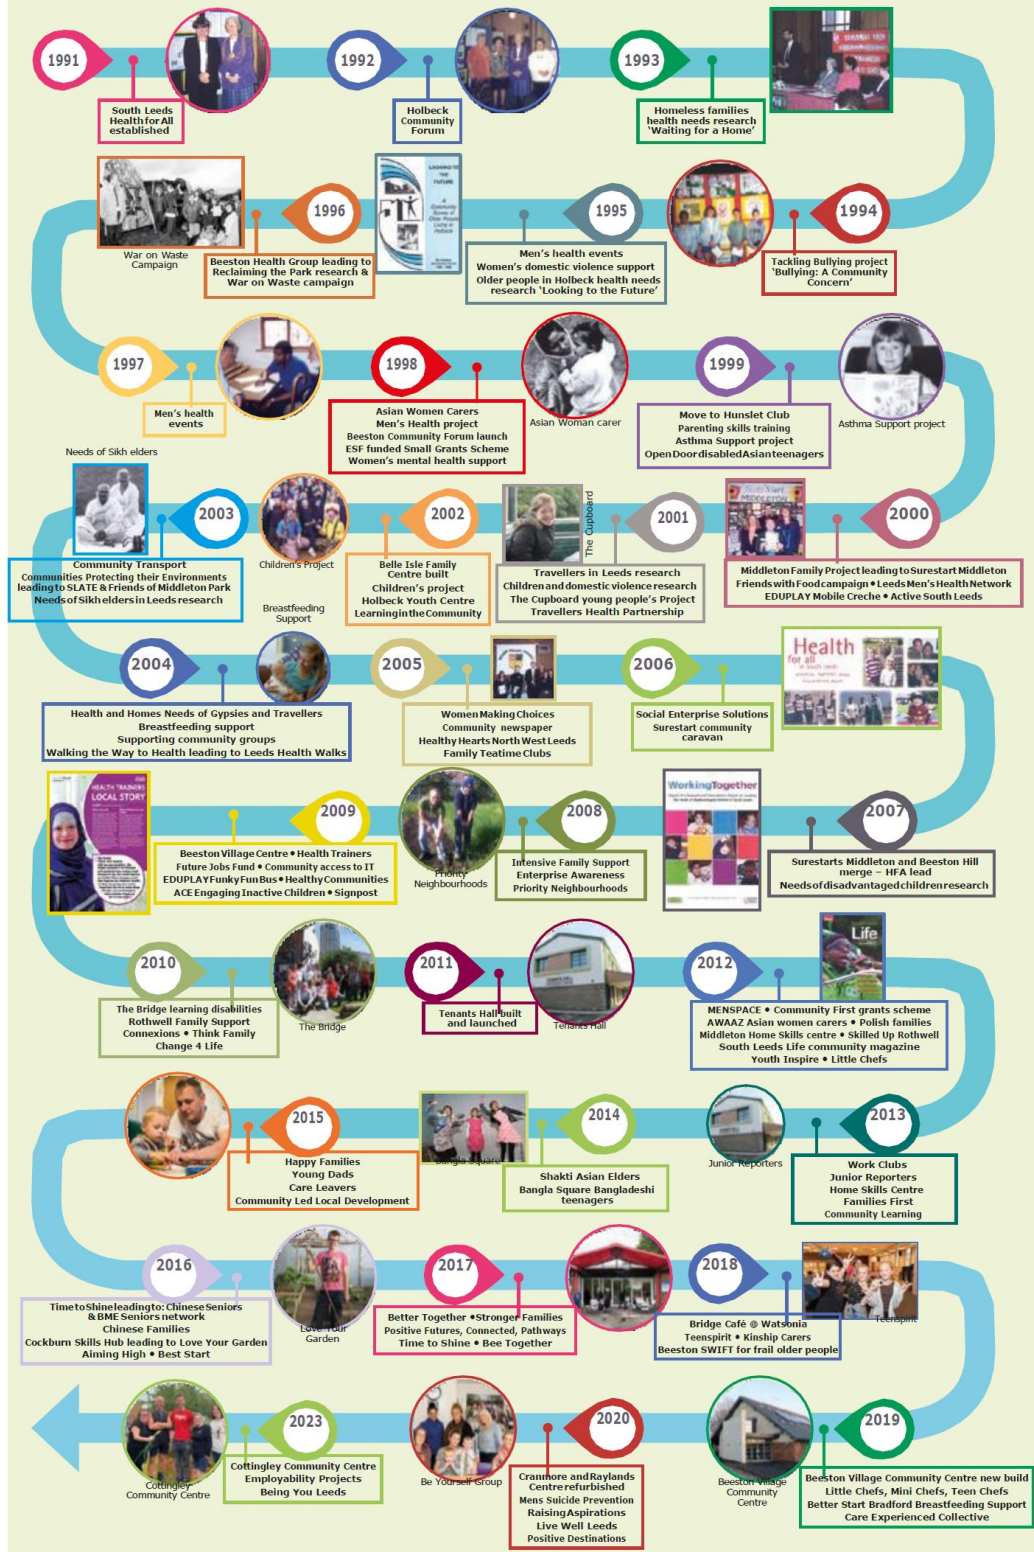 1991
South Leeds
Health for All
established
1992
Holbeck
Community
Forum
1993
Homeless families
health needs research
‘Waiting for a Home’
1994
Tackling Bullying project
‘Bullying: A Community
Concern’
1995
Men’s health events
Women’s domestic violence support
Older people in Holbeck health needs
research ‘Looking to the Future’
LOOKING TO
THE
FUTURE
A
Community
Survey of
Older People
Living in
Holbeck
1996
Beeston Health Group leading to
Reclaiming the Park research &
War on Waste campaign
War on Waste
Campaign
1997
Men’s health
events
1998
Asian Women Carers
Men’s Health project
Beeston Community Forum launch
ESF funded Small Grants Scheme
Women’s mental health support
Asian Woman carer
1999
Move to Hunslet Club
Parenting skills training
Asthma Support project
Open Door disabled Asian teenagers
Asthma Support project
2000
Middleton Family Project leading to Surestart Middleton
Friends with Food campaign • Leeds Men’s Health Network
EDUPLAY Mobile Creche • Active South Leeds
MIDDLETON
2001
The Cupboard
Travellers in Leeds research
Children and domestic violence research
The Cupboard young people’s Project
Travellers Health Partnership
2002
Belle Isle Family
Centre built
Children’s project
Holbeck Youth Centre
Learning in the Community
Children’s Project
2003
Needs of Sikh elders
Community Transport
Communities Protecting their Environments
leading to SLATE & Friends of Middleton Park
Needs of Sikh elders in Leeds research
2004
Breastfeeding
Support
Health and Homes Needs of Gypsies and Travellers
Breastfeeding support
Supporting community groups
Walking the Way to Health leading to Leeds Health Walks
2005
Women Making Choices
Community newspaper
Healthy Hearts North West Leeds
Family Teatime Clubs
2006
Social Enterprise Solutions
Surestart community
caravan
Health
for all
in South Leeds
2007
Surestarts Middleton and Beeston Hill
merge – HFA lead
Needs of disadvantaged children research
WorkingTogether
2008
Intensive Family Support
Enterprise Awareness
Priority Neighbourhoods
Priority
Neighbourhoods
2009
Beeston Village Centre • Health Trainers
Future Jobs Fund • Community access to IT
EDUPLAY Funky Fun Bus • Healthy Communities
ACE Engaging Inactive Children • Signpost
HEALTH TRAINERS
LOCAL STORY
2010
The Bridge learning disabilities
Rothwell Family Support
Connexions • Think Family
Change 4 Life
The Bridge
2011
Tenants Hall built
and launched
Tenants Hall
2012
Life
MENSPACE • Community First grants scheme
AWAAZ Asian women carers • Polish families
Middleton Home Skills centre • Skilled Up Rothwell
South Leeds Life community magazine
Youth Inspire • Little Chefs
2013
Work Clubs
Junior Reporters
Home Skills Centre
Families First
Community Learning
Junior Reporters
2014
Shakti Asian Elders
Bangla Square Bangladeshi
teenagers
Bangla Square
2015
Happy Families
Young Dads
Care Leavers
Community Led Local Development
2016
Time to Shine leading to: Chinese Seniors
& BME Seniors network
Chinese Families
Cockburn Skills Hub leading to Love Your Garden
Aiming High • Best Start
Love Your
Garden
2017
Better Together • Stronger Families
Positive Futures, Connected, Pathways
Time to Shine • Bee Together
2018
Bridge Café @ Watsonia
Teenspirit • Kinship Carers
Beeston SWIFT for frail older people
Teenspirit
2019
Beeston Village Community Centre new build
Little Chefs, Mini Chefs, Teen Chefs
Better Start Bradford Breastfeeding Support
Care Experienced Collective
Beeston Village
Community
Centre
2020
Cranmore and Raylands
Centre refurbished
Mens Suicide Prevention
Raising Aspirations
Live Well Leeds
Positive Destinations
Be Yourself Group
2023
Cottingley Community Centre
Employability Projects
Being You Leeds
Cottingley
Community Centre